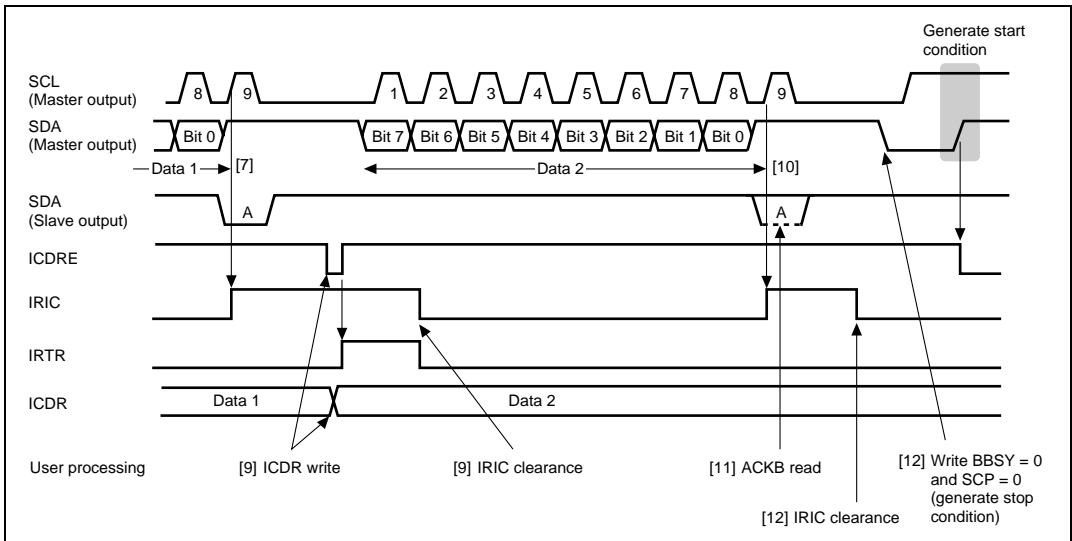 Generate start
condition
SCL
(Master output)
8 9 1 2 3 4 5 6 7 8 9
SDA
(Master output)
Bit 0 Bit 7 Bit 6 Bit 5 Bit 4 Bit 3 Bit 2 Bit 1 Bit 0
Data 1 [7] Data 2 [10]
SDA
(Slave output)
A A
ICDRE
IRIC
IRTR
ICDR
Data 1 Data 2
User processing
[9] ICDR write
[9] IRIC clearance
[11] ACKB read
[12] Write BBSY = 0
and SCP = 0
(generate stop
condition)
[12] IRIC clearance